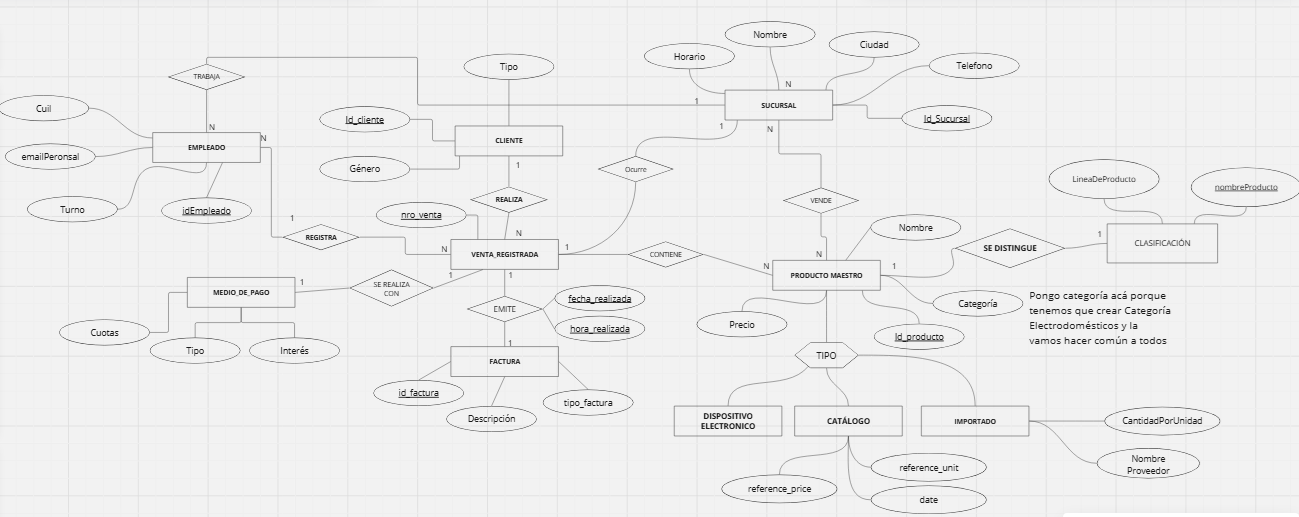 Nombre
Horario
Ciudad
Tipo
Telefono
TRABAJA
N
1
SUCURSAL
Cuil
Id_cliente
Id_Sucursal
N
1
N
EMPLEADO
N
CLIENTE
emailPeronsal
Género
1
Ocurre
LineaDeProducto
nombreProducto
Turno
idEmpleado
REALIZA
VENDE
nro_venta
1
REGISTRA
N
Nombre
1
CLASIFICACIÓN
N
VENTA_REGISTRADA
1
CONTIENE
N
SE DISTINGUE
N
PRODUCTO MAESTRO
1
1
1
1
MEDIO_DE_PAGO
SE REALIZA
CON
fecha_realizada
Categoría
Pongo categoría acá porque
tenemos que crear Categoría
Electrodomésticos y la
vamos hacer común a todos
EMITE
hora_realizada
Precio
Id_producto
Cuotas
Tipo
Interés
1
FACTURA
TIPO
id_factura
tipo_factura
Descripción
DISPOSITIVO
ELECTRONICO
CATÁLOGO
IMPORTADO
CantidadPorUnidad
reference_unit
Nombre
Proveedor
reference_price
date